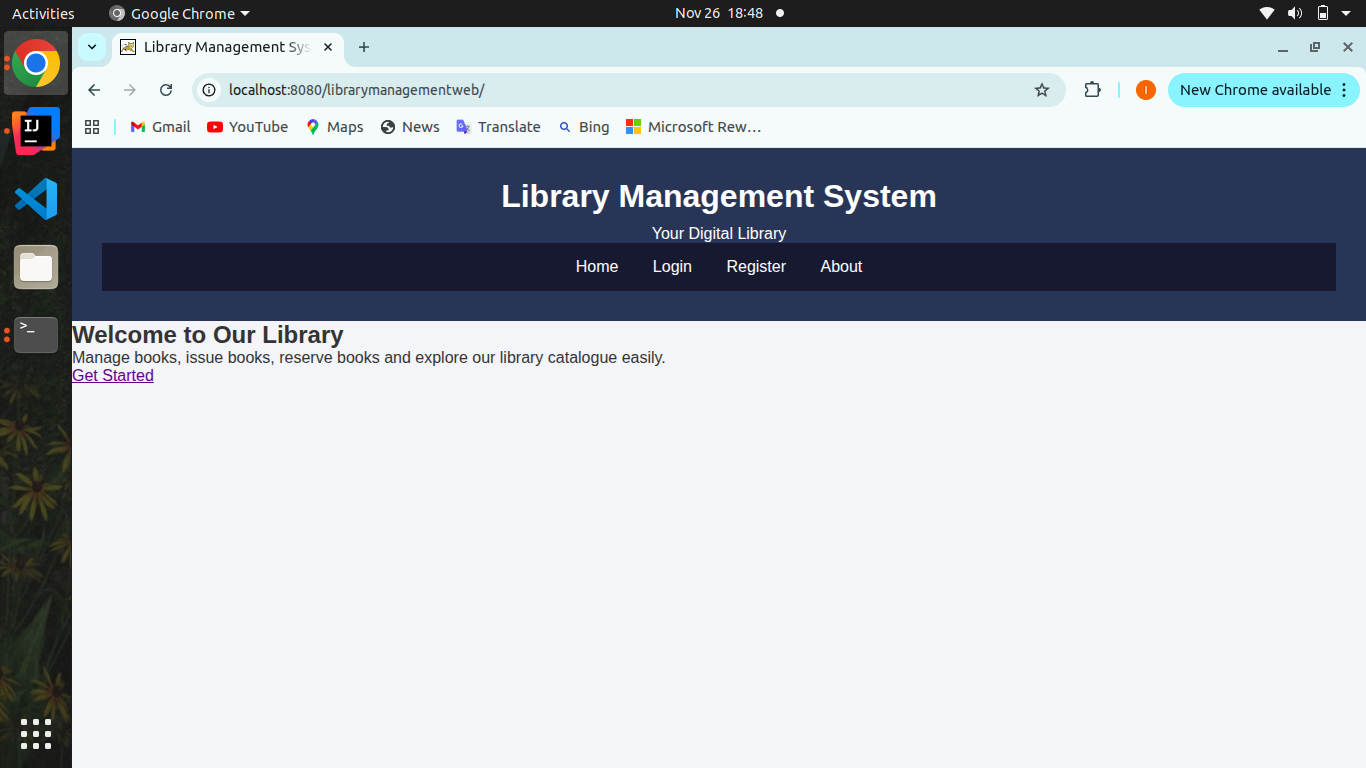 Activities Google Chrome Nov 26 18:48
Library Management Sys
localhost:8080/librarymanagementweb/ I New Chrome available
Gmail YouTube Maps News Translate Bing Microsoft Rew…
IJ
>_
Library Management System
Your Digital Library
Home Login Register About
Welcome to Our Library
Manage books, issue books, reserve books and explore our library catalogue easily.
Get Started